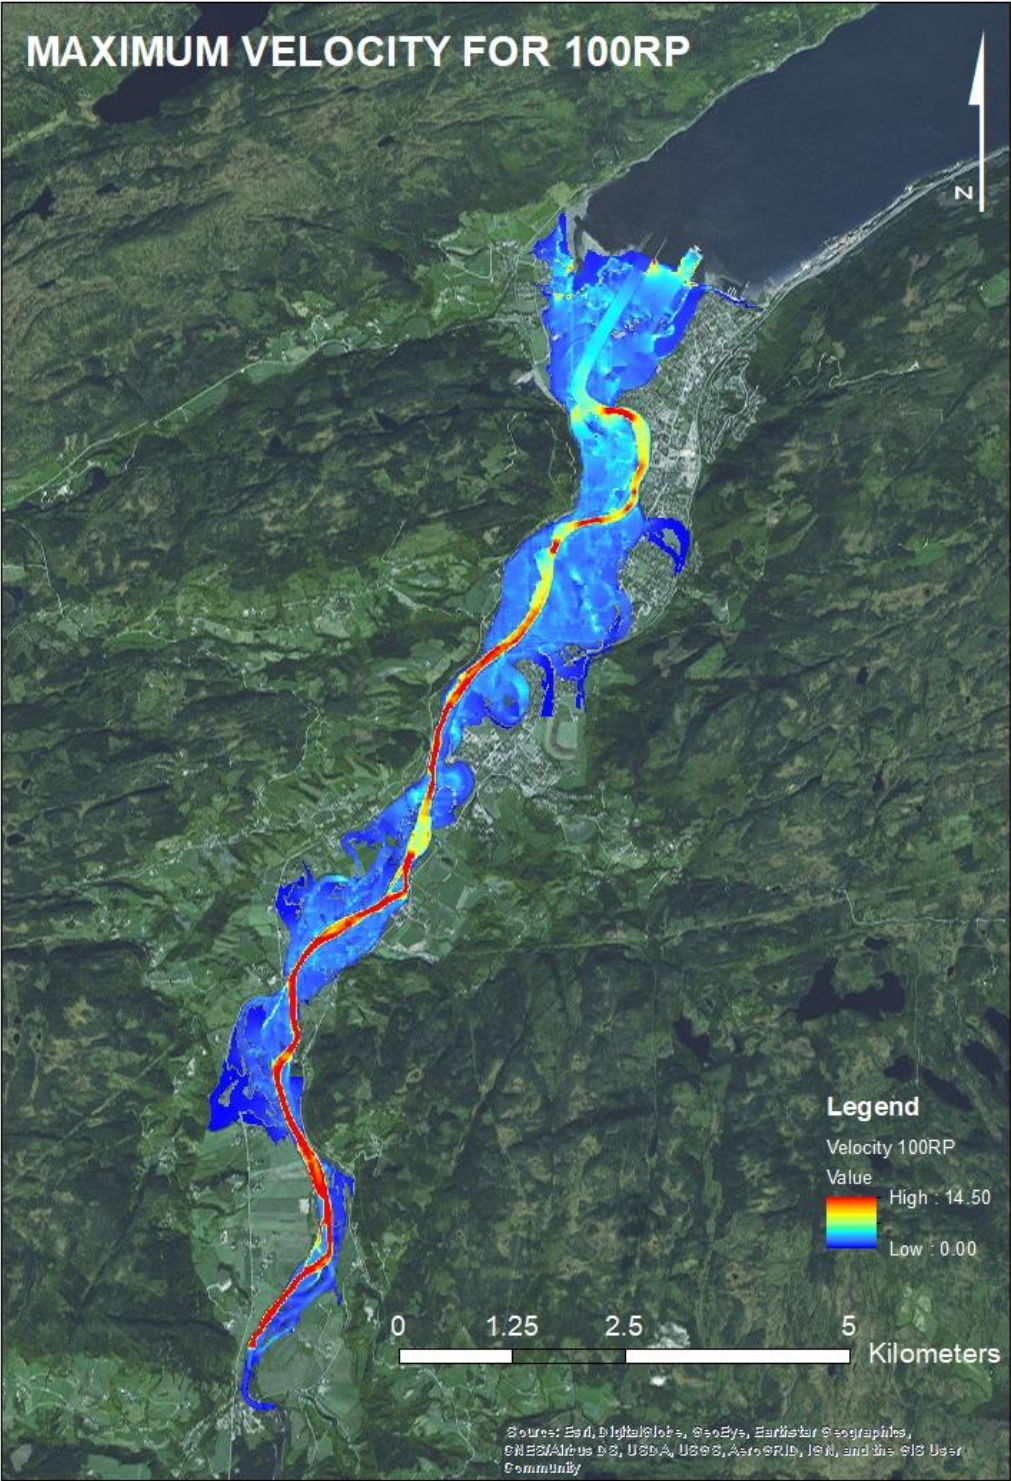 MAXIMUM VELOCITY FOR 100RP
N
Legend
Velocity 100RP
Value
High : 14.50
Low : 0.00
0 1.25 2.5 5
Kilometers
Source: Esri, DigitalGlobe, GeoEye, Earthstar Geographics,
CNES/Airbus DS, USDA, USGS, AeroGRID, IGN, and the GIS User
Community